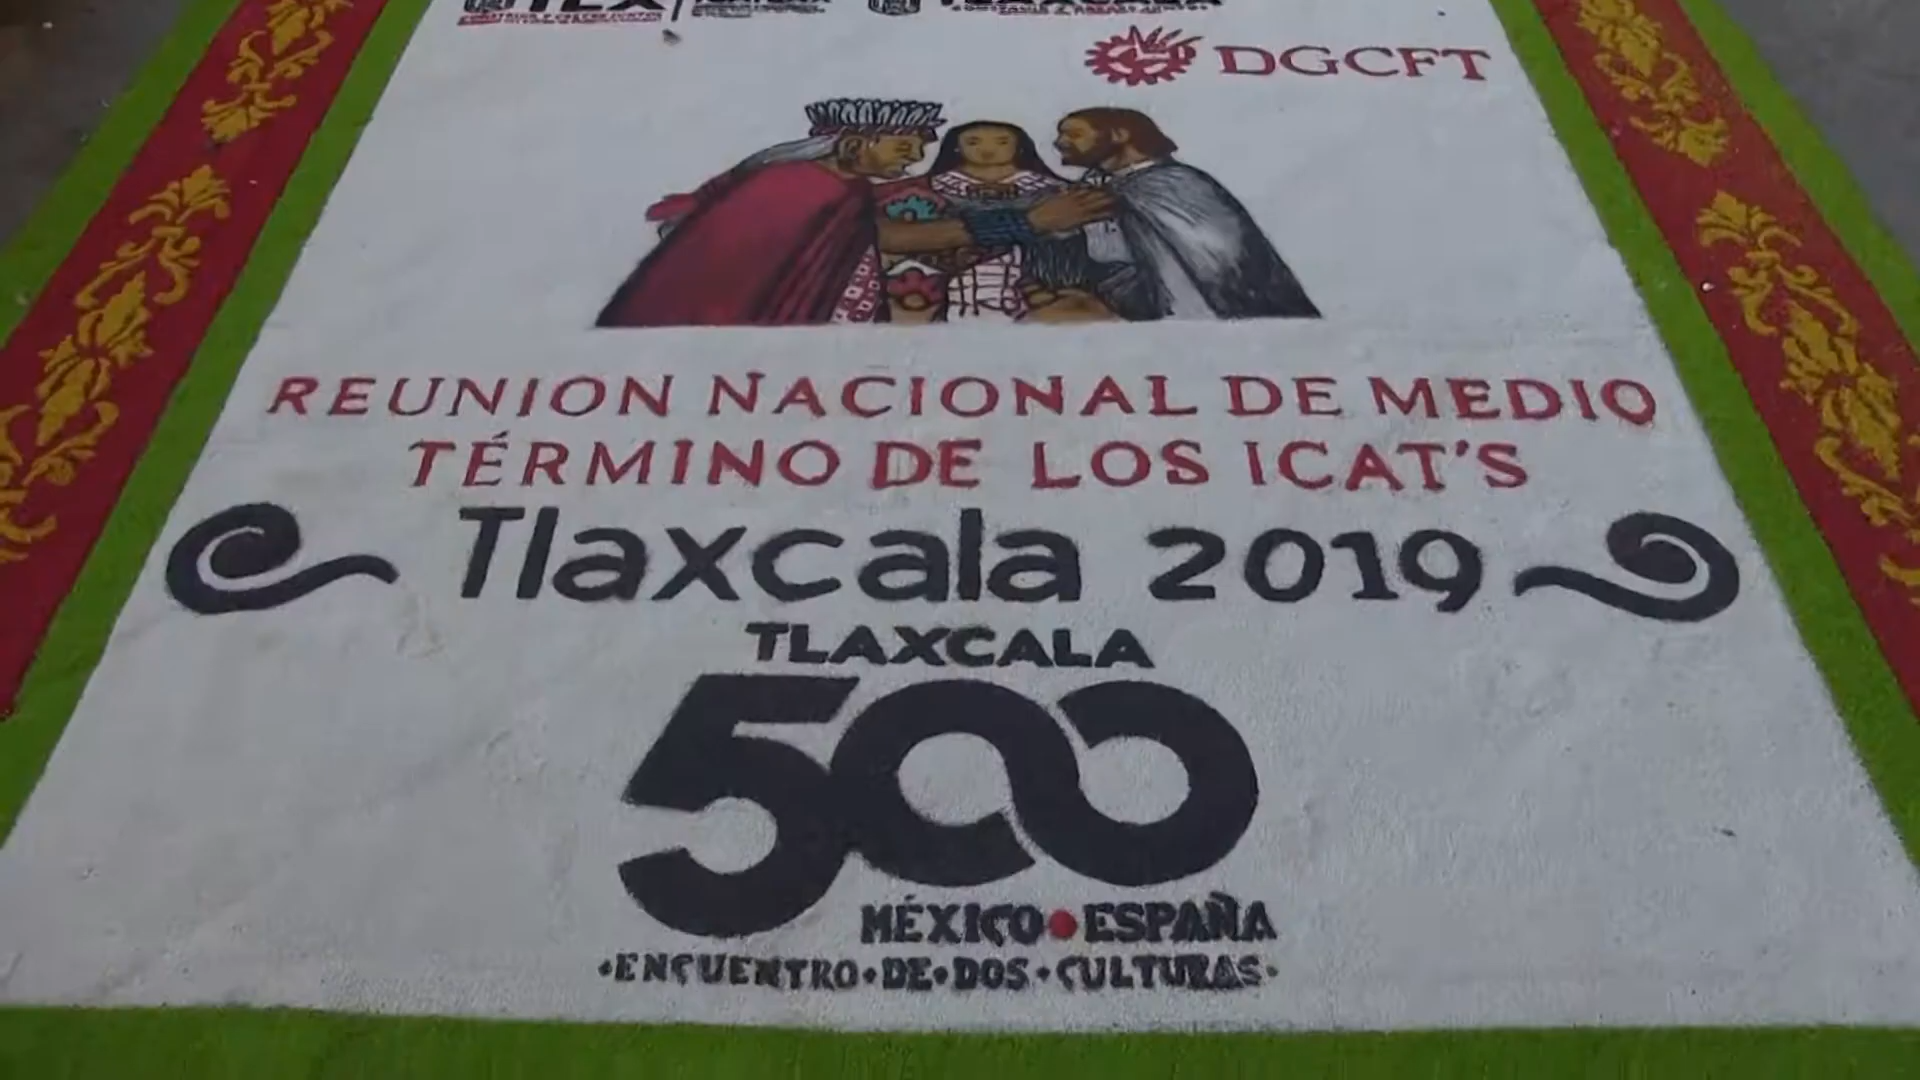 DGCFT
REUNION NACIONAL DE MEDIO
TÉRMINO DE LOS ICAT'S
Tlaxcala 2019
TLAXCALA
500
MÉXICO•ESPAÑA
•ENCUENTRO•DE•DOS•CULTURAS•